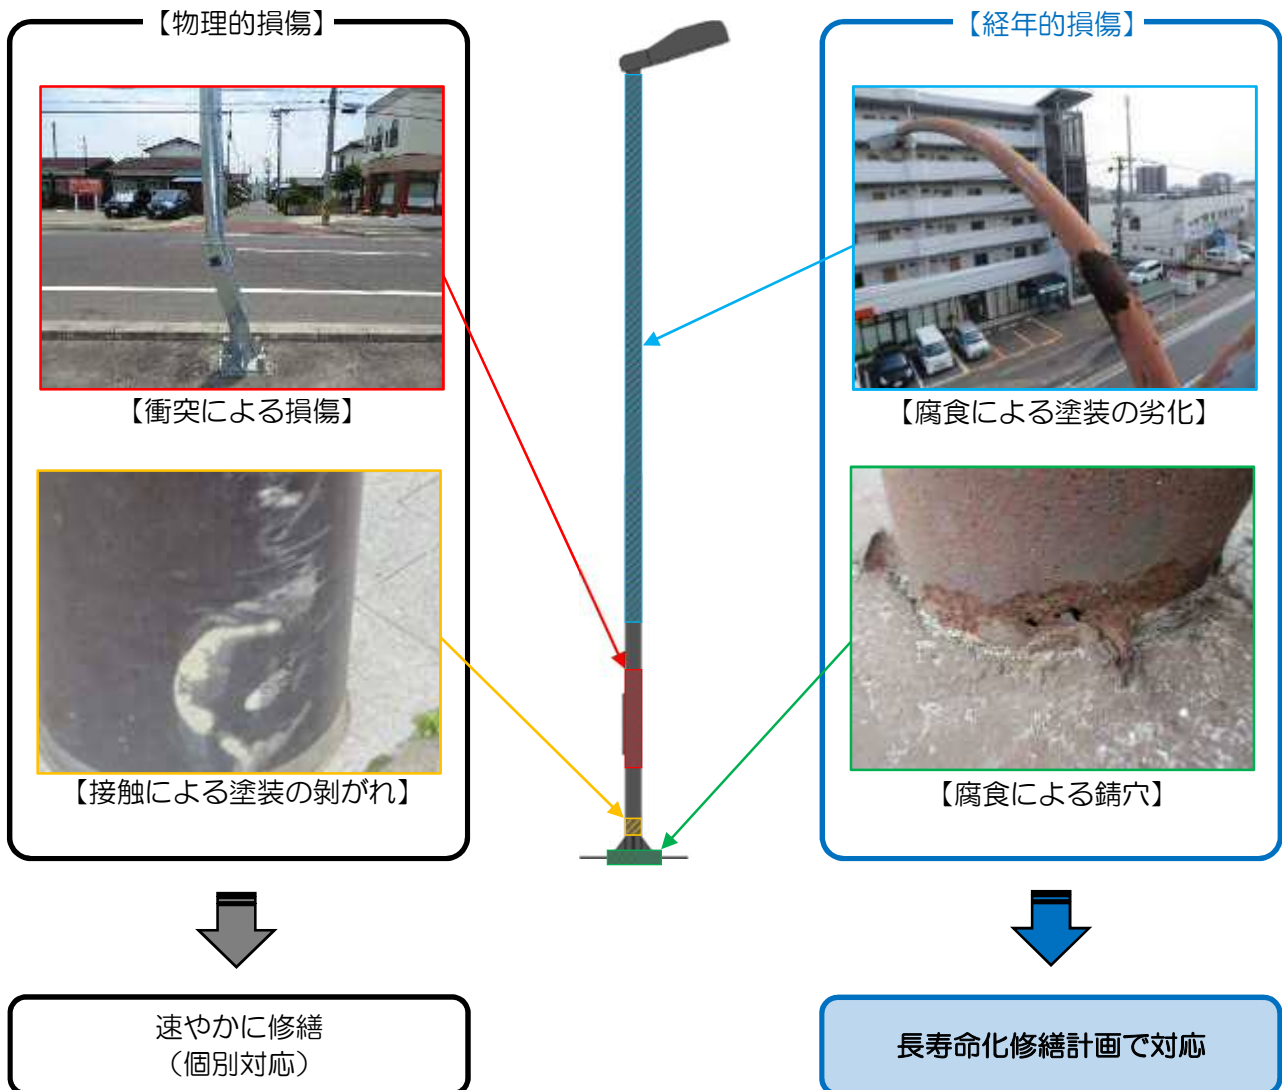 【物理的損傷】
【衝突による損傷】
【接触による塗装の剝がれ】
速やかに修繕
（個別対応）
【経年的損傷】
【腐食による塗装の劣化】
【腐食による錆穴】
長寿命化修繕計画で対応